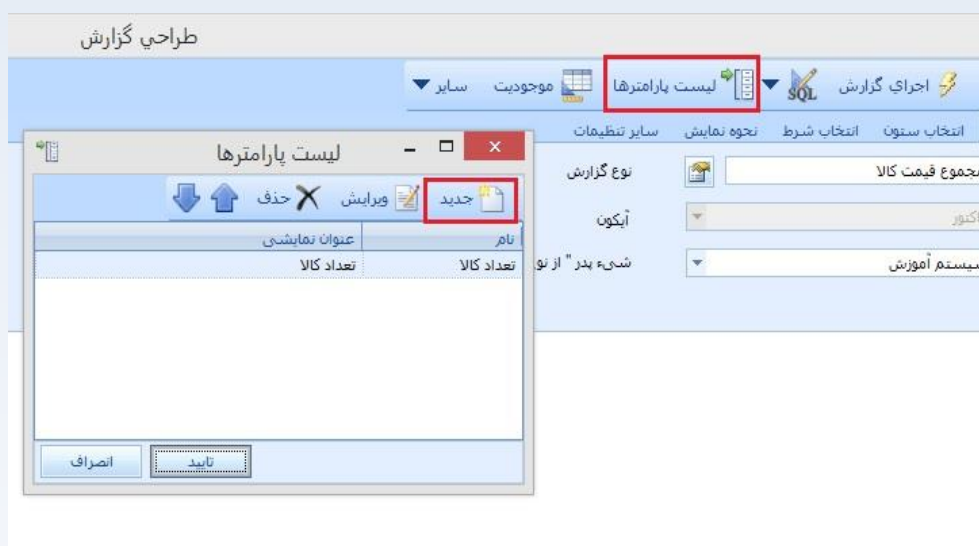 طراحي گزارش
اجراي گزارش SQL لیست پارامترها موجودیت سایر
انتخاب ستون انتخاب شرط نحوه نمایش سایر تنظیمات
مجموع قیمت کالا نوع گزارش
آیکون
سیستم آموزش شیء پدر " از نو
لیست پارامترها
جدید ویرایش حذف
نام عنوان نمایشی
تعداد کالا تعداد کالا
تایید انصراف